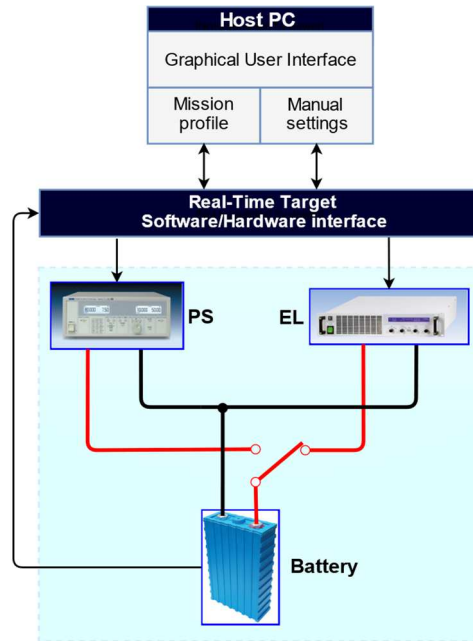 Host PC
Graphical User Interface
Mission
profile
Manual
settings
Real-Time Target
Software/Hardware interface
PS
EL
Battery